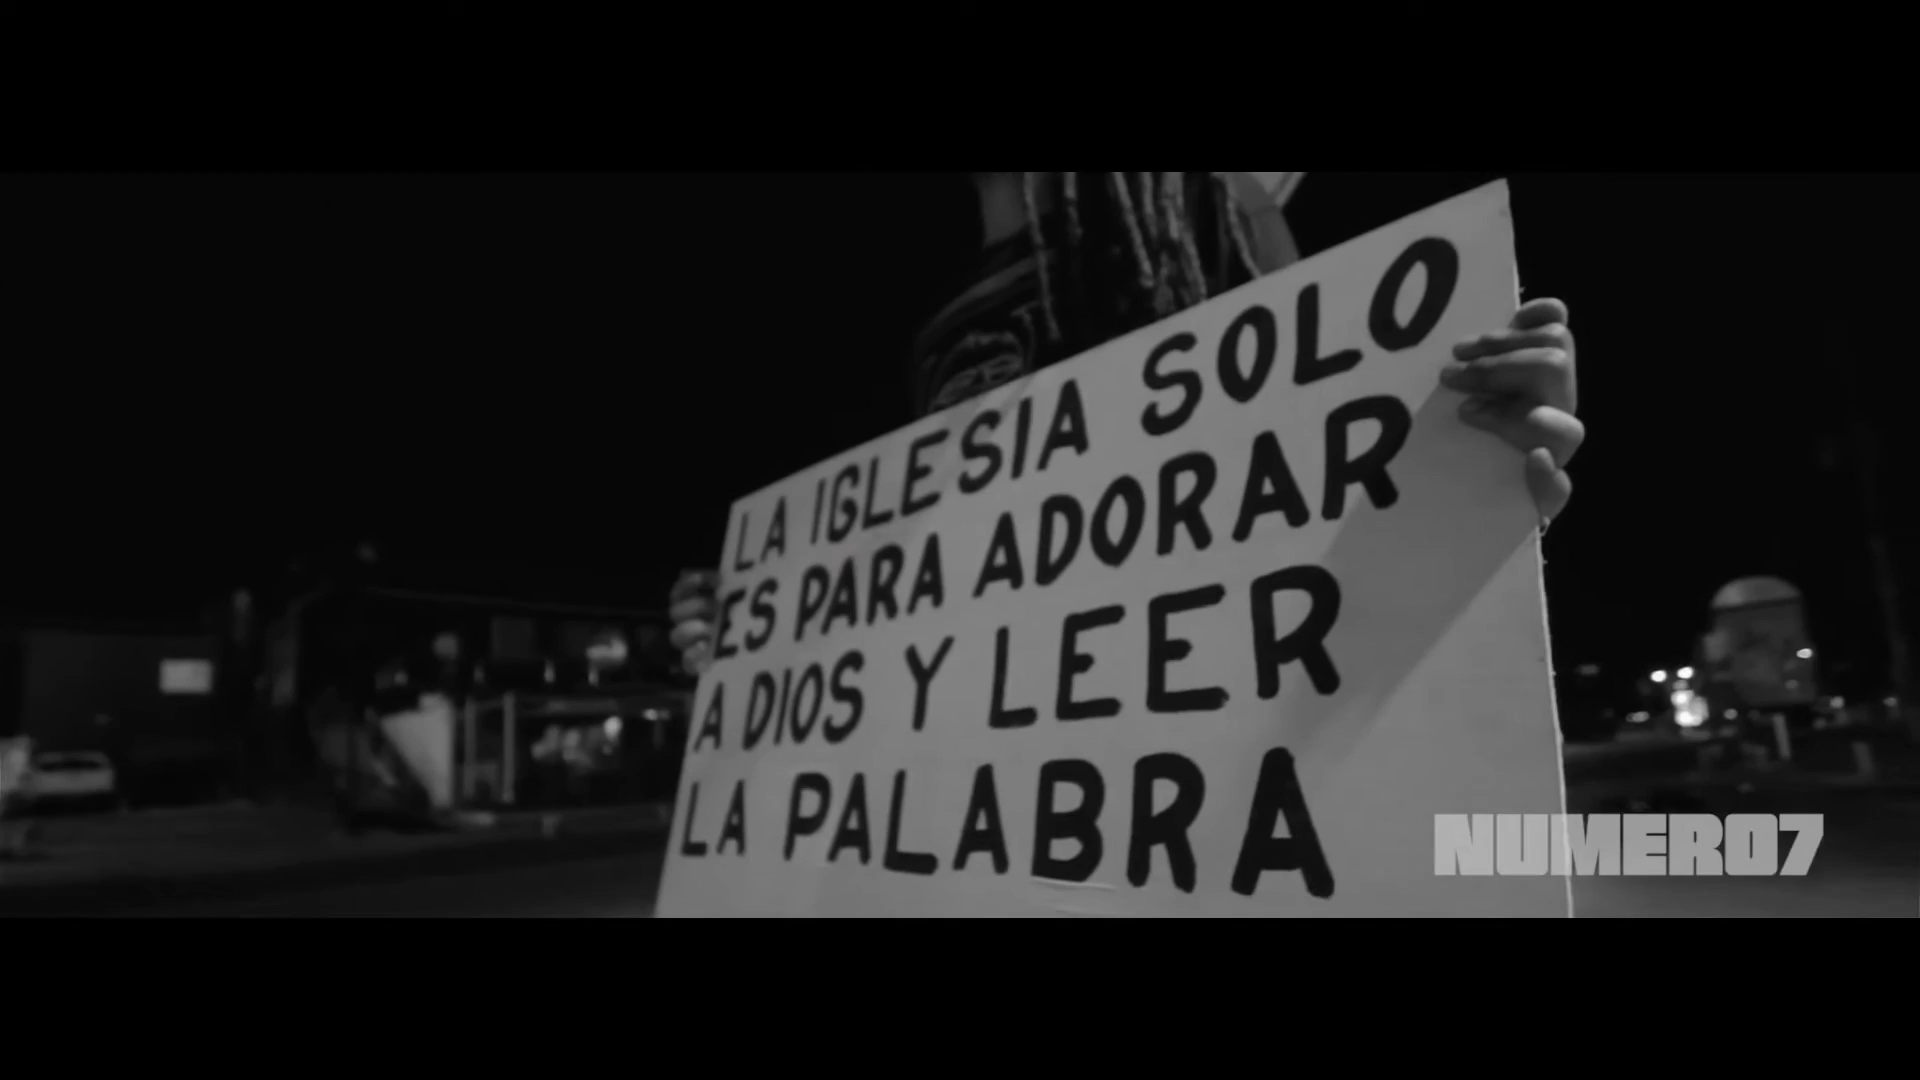 LA IGLESIA SOLO
ES PARA ADORAR
A DIOS Y LEER
LA PALABRA
NUMERO7